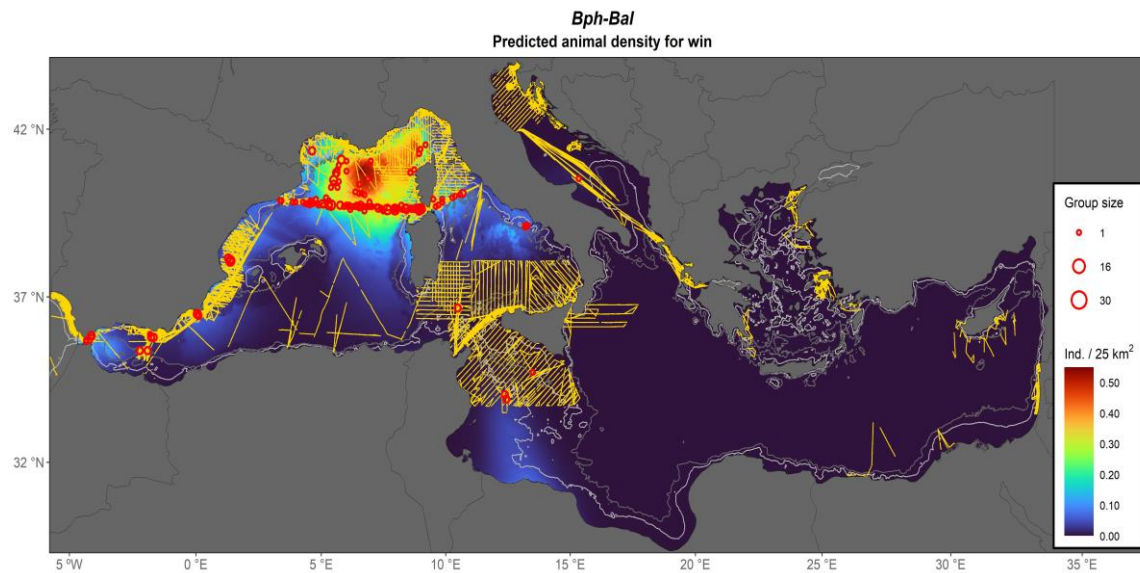 Bph-Bal
Predicted animal density for win
42 °N
37 °N
32 °N
5 ºW
0 °E
5 °E
10 °E
15 °E
20 °E
25 °E
30 °E
35 °E
Group size
1
16
30
Ind. / 25 km²
0.50
0.40
0.30
0.20
0.10
0.00